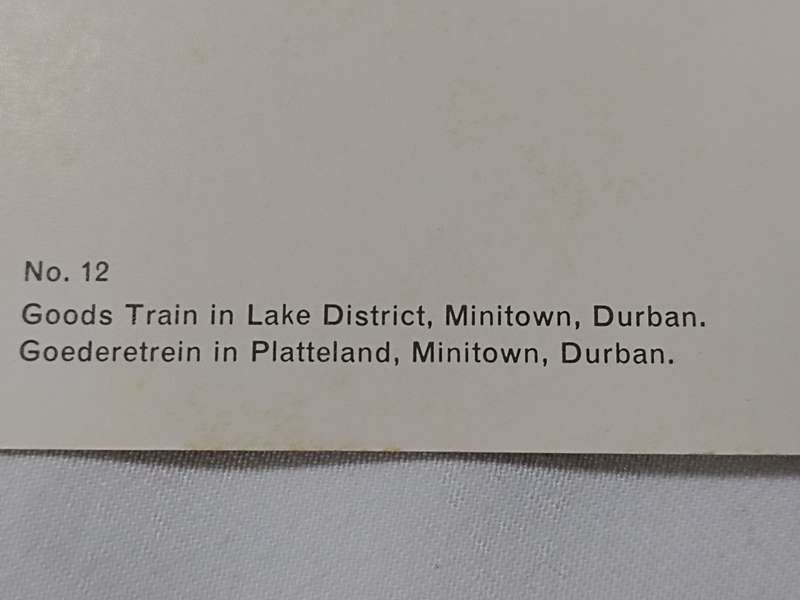 No. 12
Goods Train in Lake District, Minitown, Durban.
Goederetrein in Platteland, Minitown, Durban.